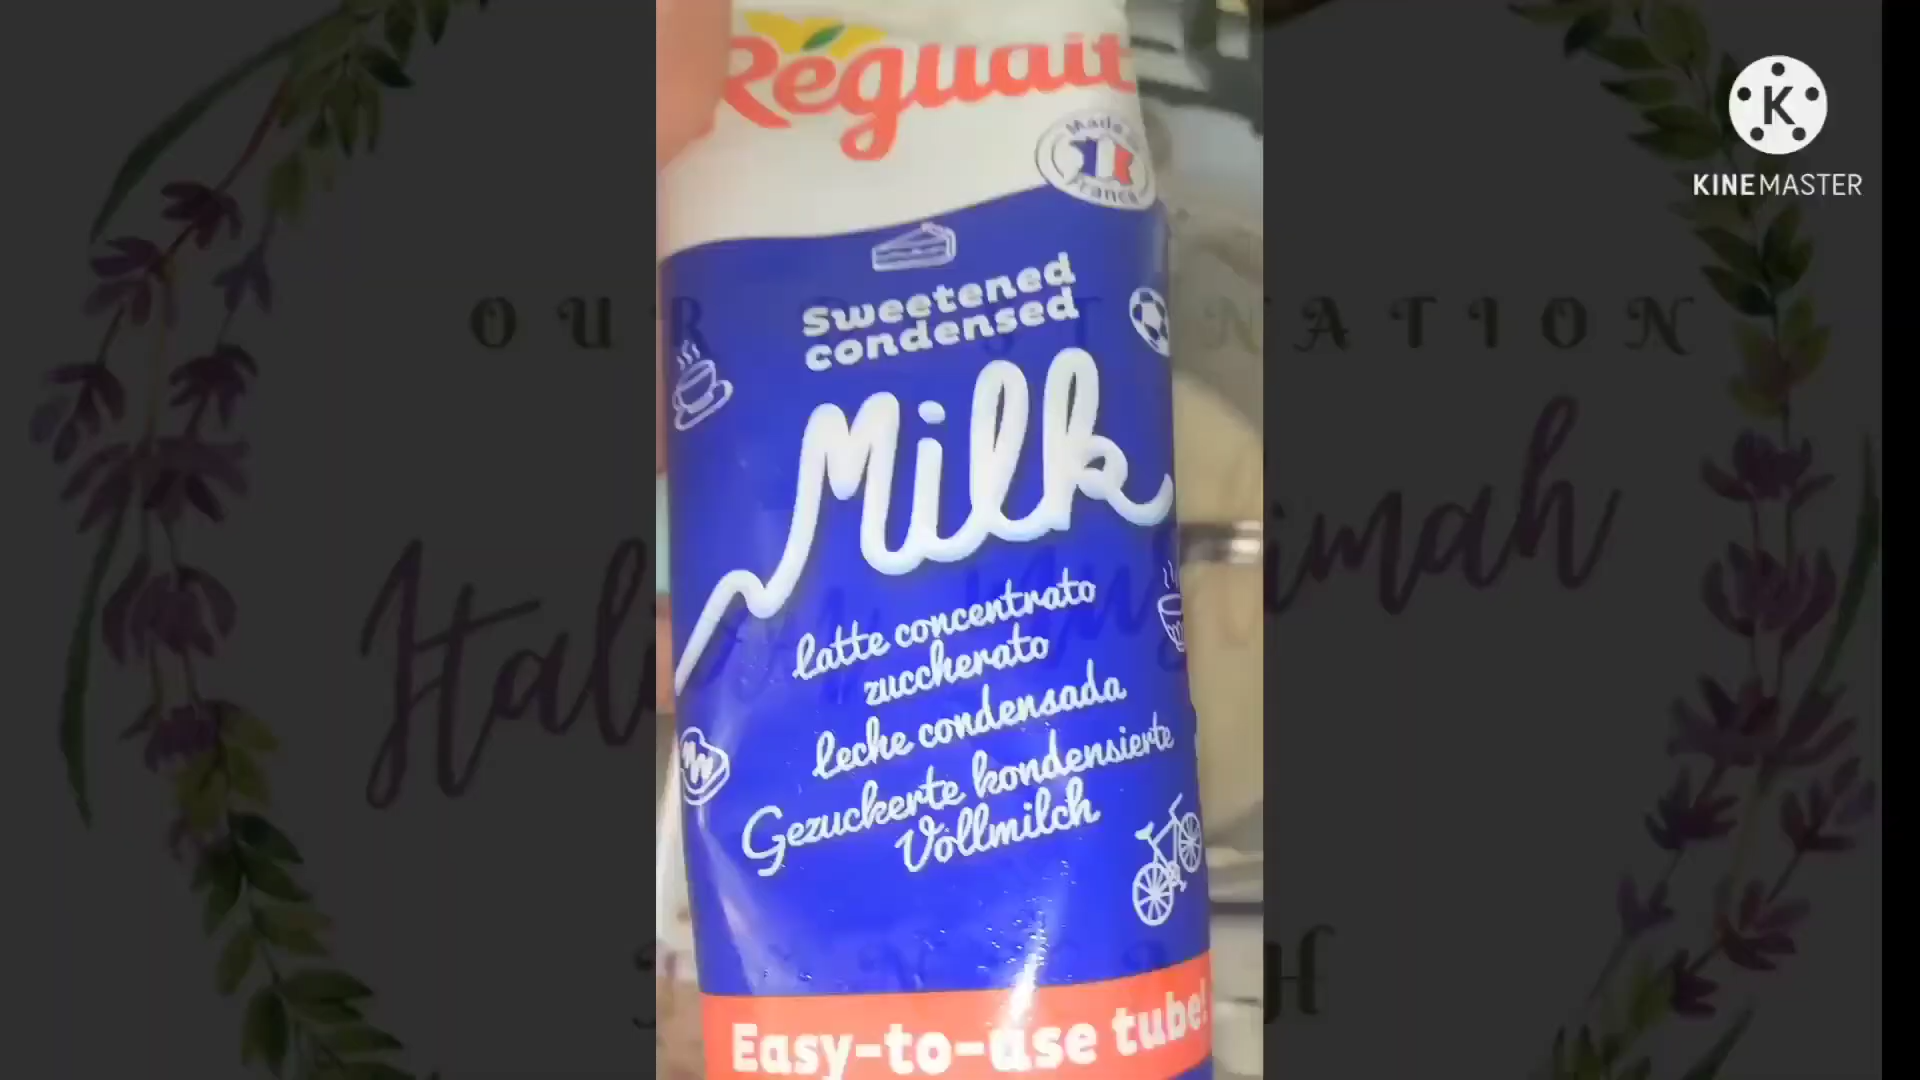 Réguait
Made in
France
Sweetened
condensed
Milk
latte concentrato
zuccherato
leche condensada
Gezuckerte kondensierte
Vollmilch
Easy-to-use tube!
K
KINEMASTER